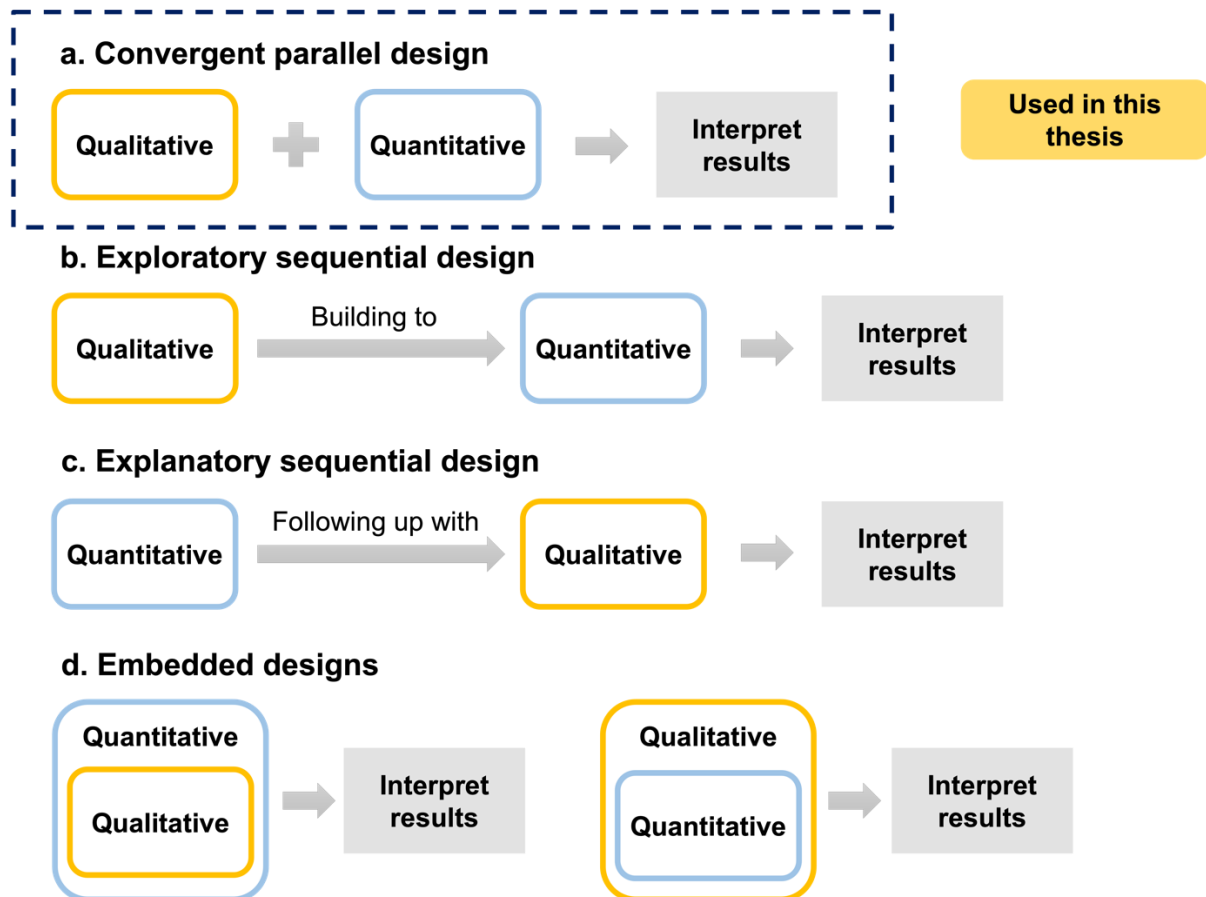 a. Convergent parallel design
Qualitative
Quantitative
Interpret
results
Used in this
thesis
b. Exploratory sequential design
Qualitative
Building to
Quantitative
Interpret
results
c. Explanatory sequential design
Quantitative
Following up with
Qualitative
Interpret
results
d. Embedded designs
Quantitative
Qualitative
Interpret
results
Qualitative
Quantitative
Interpret
results